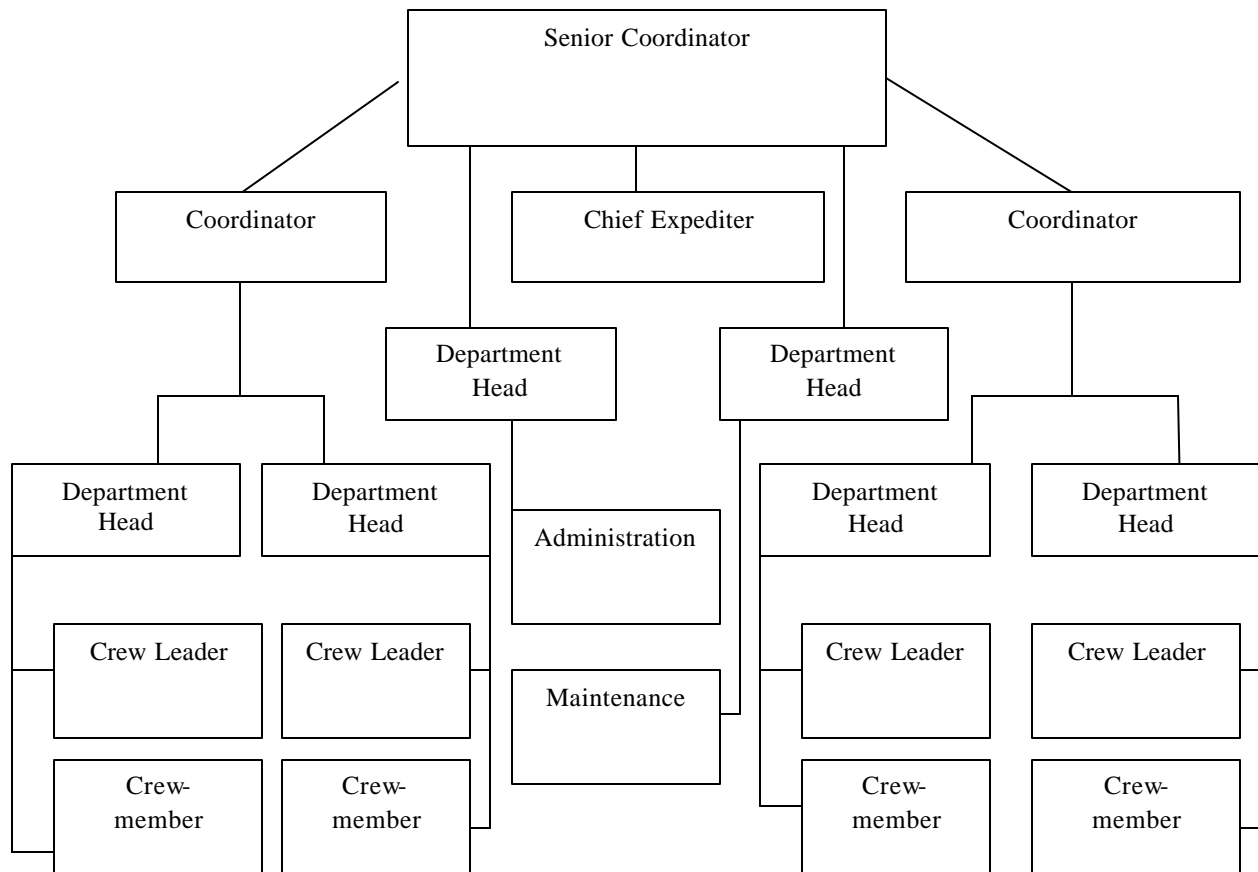 Senior Coordinator
Coordinator
Chief Expediter
Coordinator
Department
Head
Department
Head
Department
Head
Department
Head
Department
Head
Department
Head
Administration
Crew Leader
Crew Leader
Crew Leader
Crew Leader
Maintenance
Crew-
member
Crew-
member
Crew-
member
Crew-
member